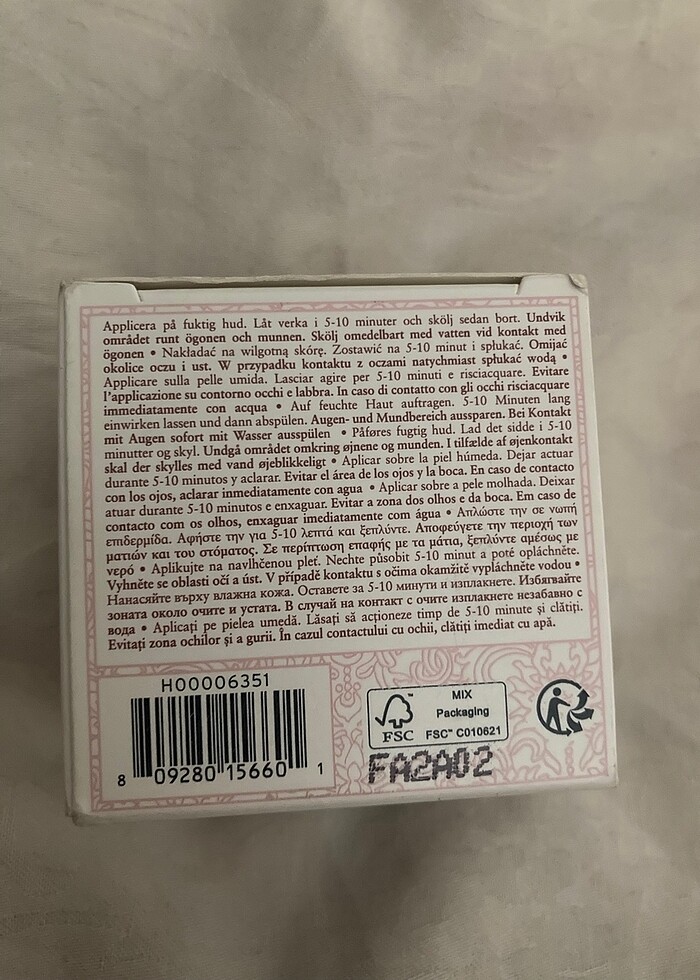 Applicera på fuktig hud. Låt verka i 5-10 minuter och skölj sedan bort. Undvik
området runt ögonen och munnen. Skölj omedelbart med vatten vid kontakt med
ögonen • Nakładać na wilgotną skórę. Zostawić na 5-10 minut i spłukać. Omijać
okolice oczu i ust. W przypadku kontaktu z oczami natychmiast spłukać wodą •
Applicare sulla pelle umida. Lasciar agire per 5-10 minuti e risciacquare. Evitare
l'applicazione su contorno occhi e labbra. In caso di contatto con gli occhi risciacquare
immediatamente con acqua • Auf feuchte Haut auftragen. 5-10 Minuten lang
einwirken lassen und dann abspülen. Augen- und Mundbereich aussparen. Bei Kontakt
mit Augen sofort mit Wasser ausspülen • Påføres fugtig hud. Lad det sidde i 5-10
minutter og skyl. Undgå området omkring øjnene og munden. I tilfælde af øjenkontakt
skal der skylles med vand øjeblikkeligt • Aplicar sobre la piel húmeda. Dejar actuar
durante 5-10 minutos y aclarar. Evitar el área de los ojos y la boca. En caso de contacto
con los ojos, aclarar inmediatamente con agua • Aplicar sobre a pele molhada. Deixar
atuar durante 5-10 minutos e enxaguar. Evitar a zona dos olhos e da boca. Em caso de
contacto com os olhos, enxaguar imediatamente com água • Απλώστε την σε νωπή
επιδερμίδα. Αφήστε την για 5-10 λεπτά και ξεπλύντε. Αποφεύγετε την περιοχή των
ματιών και του στόματος. Σε περίπτωση επαφής με τα μάτια, ξεπλύντε αμέσως με
νερό • Aplikujte na navlhčenou pleť. Nechte působit 5-10 minut a poté opláchněte.
Vyhněte se oblasti očí a úst. V případě kontaktu s očima okamžitě vypláchněte vodou •
Нанасяйте върху влажна кожа. Оставете за 5-10 минути и изплакнете. Избягвайте
зоната около очите и устата. В случай на контакт с очите изплакнете незабавно с
вода • Aplicați pe pielea umedă. Lăsați să acționeze timp de 5-10 minute și clătiți.
Evitați zona ochilor și a gurii. În cazul contactului cu ochii, clătiți imediat cu apă.
H00006351
8 09280 15660 1
FSC
MIX
Packaging
FSC™ C010621
FA2A02